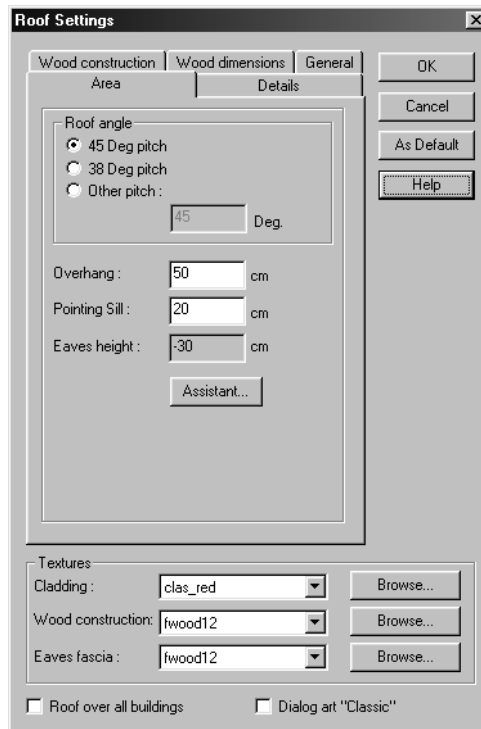 Roof Settings
Wood construction Wood dimensions General
Area Details
OK
Cancel
As Default
Help
Roof angle
45 Deg pitch
38 Deg pitch
Other pitch :
45 Deg.
Overhang : 50 cm
Pointing Sill : 20 cm
Eaves height : -30 cm
Assistant...
Textures
Cladding : clas_red Browse...
Wood construction: fwood12 Browse...
Eaves fascia : fwood12 Browse...
Roof over all buildings Dialog art "Classic"